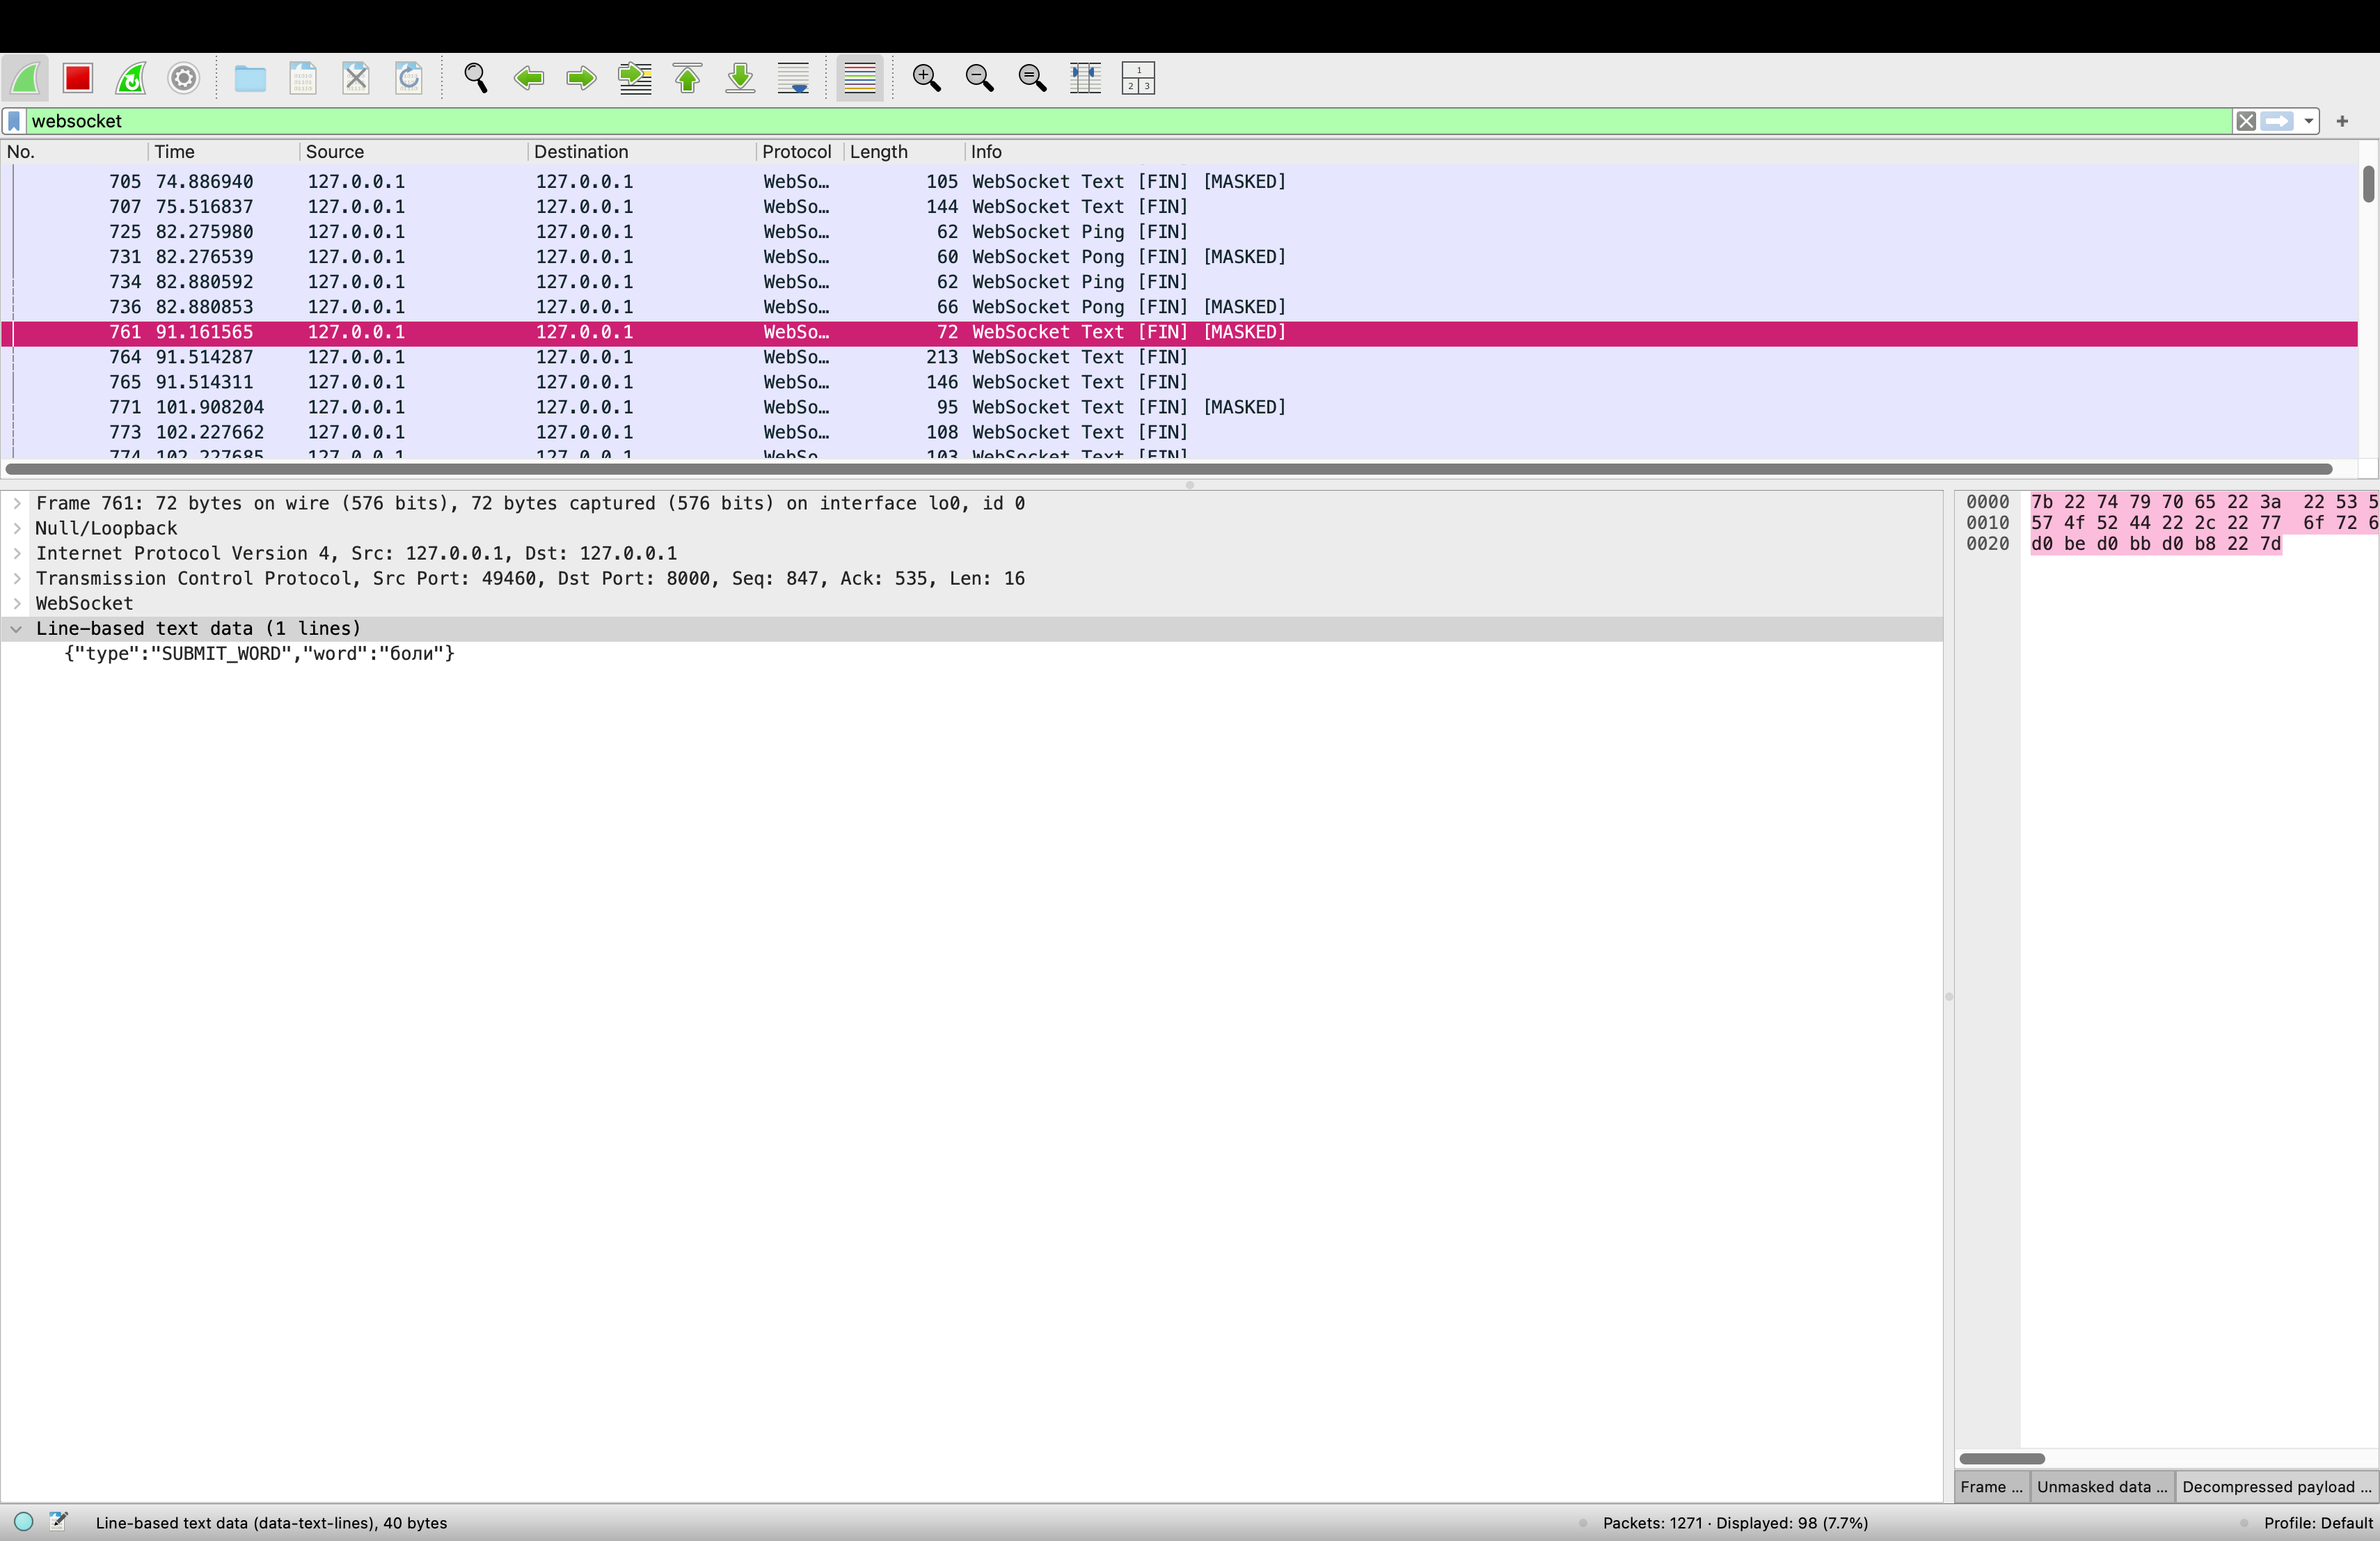 websocket
No. Time Source Destination Protocol Length Info
705 74.886940 127.0.0.1 127.0.0.1 WebSo… 105 WebSocket Text [FIN] [MASKED]
707 75.516837 127.0.0.1 127.0.0.1 WebSo… 144 WebSocket Text [FIN]
725 82.275980 127.0.0.1 127.0.0.1 WebSo… 62 WebSocket Ping [FIN]
731 82.276539 127.0.0.1 127.0.0.1 WebSo… 60 WebSocket Pong [FIN] [MASKED]
734 82.880592 127.0.0.1 127.0.0.1 WebSo… 62 WebSocket Ping [FIN]
736 82.880853 127.0.0.1 127.0.0.1 WebSo… 66 WebSocket Pong [FIN] [MASKED]
761 91.161565 127.0.0.1 127.0.0.1 WebSo… 72 WebSocket Text [FIN] [MASKED]
764 91.514287 127.0.0.1 127.0.0.1 WebSo… 213 WebSocket Text [FIN]
765 91.514311 127.0.0.1 127.0.0.1 WebSo… 146 WebSocket Text [FIN]
771 101.908204 127.0.0.1 127.0.0.1 WebSo… 95 WebSocket Text [FIN] [MASKED]
773 102.227662 127.0.0.1 127.0.0.1 WebSo… 108 WebSocket Text [FIN]
774 102.227685 127.0.0.1 127.0.0.1 WebSo… 103 WebSocket Text [FIN]
Frame 761: 72 bytes on wire (576 bits), 72 bytes captured (576 bits) on interface lo0, id 0
Null/Loopback
Internet Protocol Version 4, Src: 127.0.0.1, Dst: 127.0.0.1
Transmission Control Protocol, Src Port: 49460, Dst Port: 8000, Seq: 847, Ack: 535, Len: 16
WebSocket
Line-based text data (1 lines)
{"type":"SUBMIT_WORD","word":"боли"}
0000 7b 22 74 79 70 65 22 3a 22 53 5
0010 57 4f 52 44 22 2c 22 77 6f 72 6
0020 d0 be d0 bb d0 b8 22 7d
Frame ... Unmasked data ... Decompressed payload ...
Line-based text data (data-text-lines), 40 bytes
Packets: 1271 · Displayed: 98 (7.7%)
Profile: Default